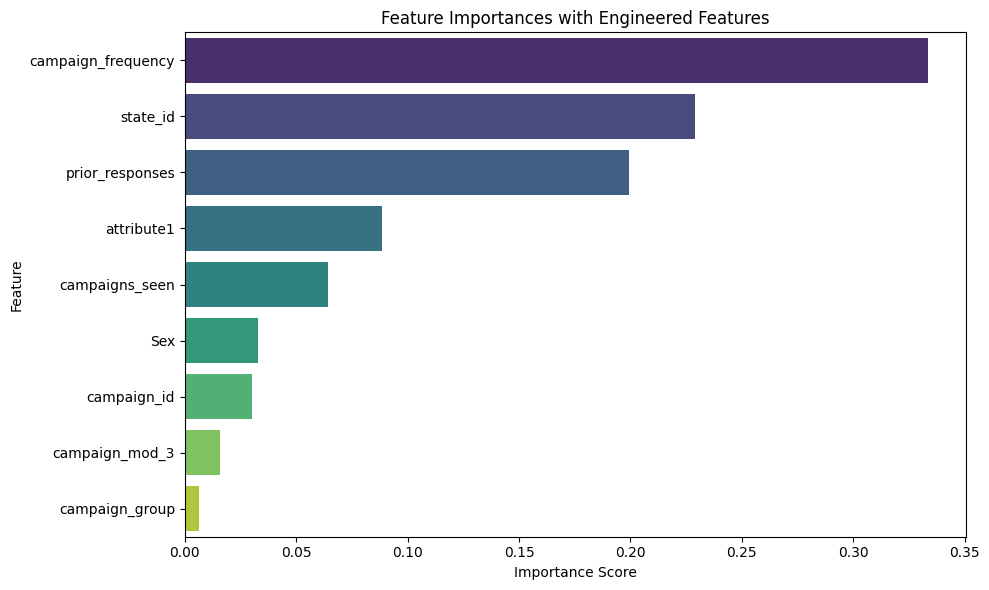 Feature Importances with Engineered Features
campaign_frequency
state_id
prior_responses
attribute1
campaigns_seen
Sex
campaign_id
campaign_mod_3
campaign_group
Feature
0.00 0.05 0.10 0.15 0.20 0.25 0.30 0.35
Importance Score